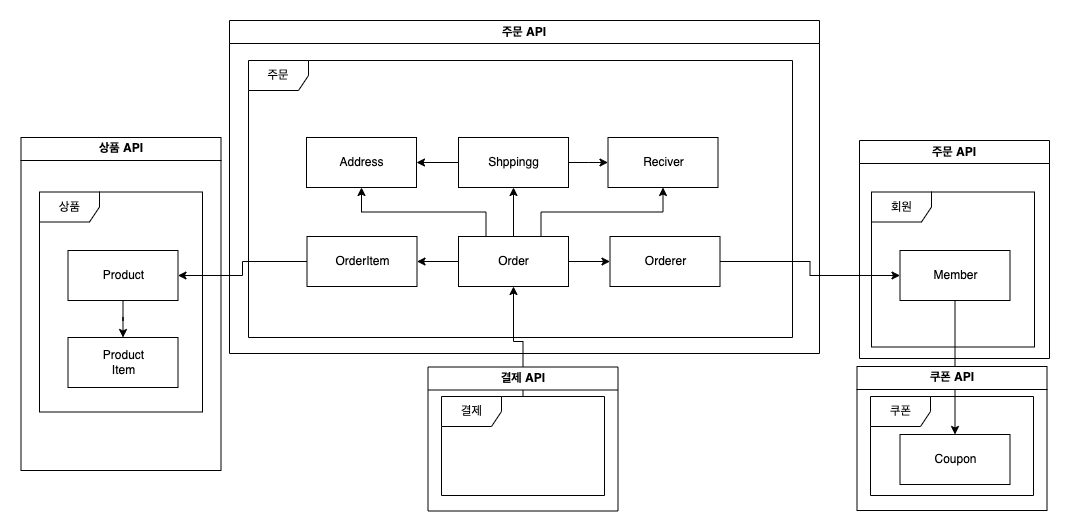 주문 API
주문
Address
Shppingg
Reciver
OrderItem
Order
Orderer
상품 API
상품
Product
Product
Item
주문 API
회원
Member
결제 API
결제
쿠폰 API
쿠폰
Coupon